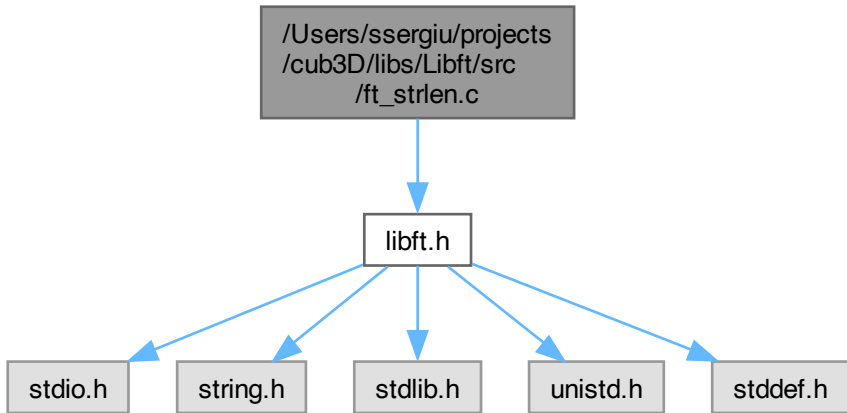 /Users/ssergiu/projects
/cub3D/libs/Libft/src
/ft_strlen.c
libft.h
stdio.h
string.h
stdlib.h
unistd.h
stddef.h